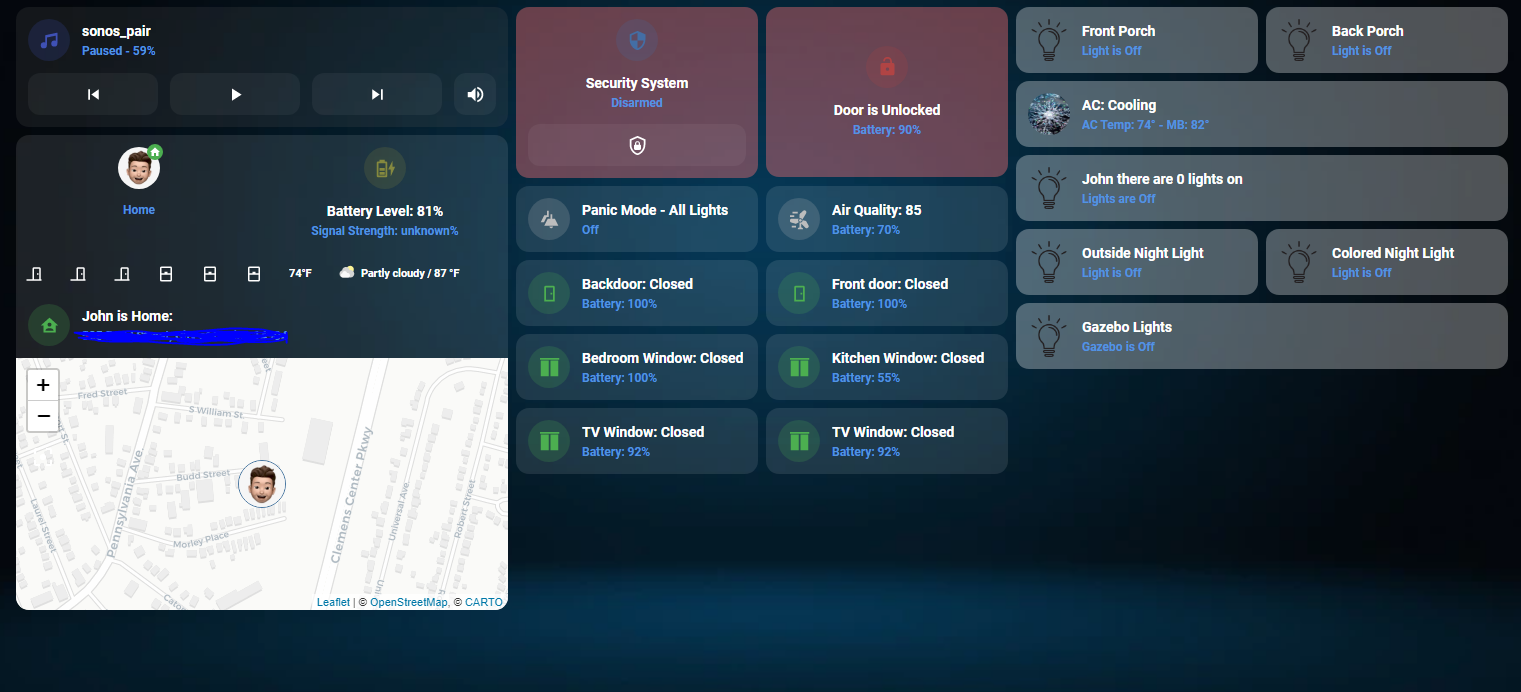 sonos_pair
Paused - 59%
Home
Battery Level: 81%
Signal Strength: unknown%
74°F
Partly cloudy / 87 °F
John is Home:
+
−
Fred Street
S William St
Budd Street
Pennsylvania Ave
Laurel Street
Morley Place
Clemens Center Pkwy
Universal Ave
Robert Street
Leaflet | © OpenStreetMap, © CARTO
Security System
Disarmed
Door is Unlocked
Battery: 90%
Panic Mode - All Lights
Off
Air Quality: 85
Battery: 70%
Backdoor: Closed
Battery: 100%
Front door: Closed
Battery: 100%
Bedroom Window: Closed
Battery: 100%
Kitchen Window: Closed
Battery: 55%
TV Window: Closed
Battery: 92%
TV Window: Closed
Battery: 92%
Front Porch
Light is Off
Back Porch
Light is Off
AC: Cooling
AC Temp: 74° - MB: 82°
John there are 0 lights on
Lights are Off
Outside Night Light
Light is Off
Colored Night Light
Light is Off
Gazebo Lights
Gazebo is Off